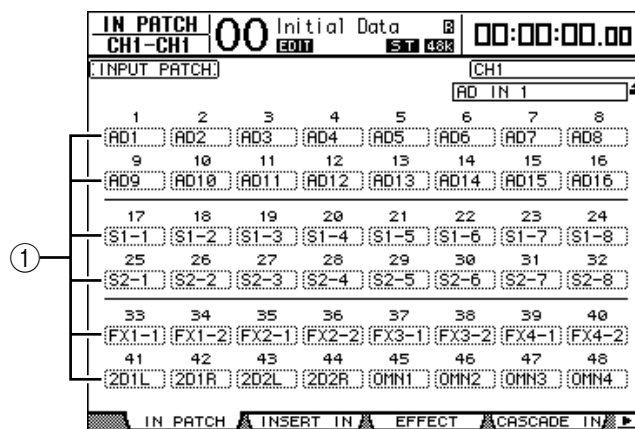 IN PATCH 00 Initial Data R 00:00:00.00
CH1-CH1 EDIT ST 48k
INPUT PATCH CH1
AD IN 1
1 2 3 4 5 6 7 8
AD1 AD2 AD3 AD4 AD5 AD6 AD7 AD8
9 10 11 12 13 14 15 16
AD9 AD10 AD11 AD12 AD13 AD14 AD15 AD16
17 18 19 20 21 22 23 24
S1-1 S1-2 S1-3 S1-4 S1-5 S1-6 S1-7 S1-8
1
25 26 27 28 29 30 31 32
S2-1 S2-2 S2-3 S2-4 S2-5 S2-6 S2-7 S2-8
33 34 35 36 37 38 39 40
FX1-1 FX1-2 FX2-1 FX2-2 FX3-1 FX3-2 FX4-1 FX4-2
41 42 43 44 45 46 47 48
2D1L 2D1R 2D2L 2D2R OMN1 OMN2 OMN3 OMN4
IN PATCH INSERT IN EFFECT CASCADE IN